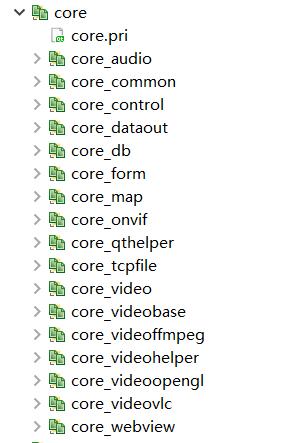 core
core.pri
core_audio
core_common
core_control
core_dataout
core_db
core_form
core_map
core_onvif
core_qthelper
core_tcpfile
core_video
core_videobase
core_videoffmpeg
core_videohelper
core_videoopengl
core_videovlc
core_webview